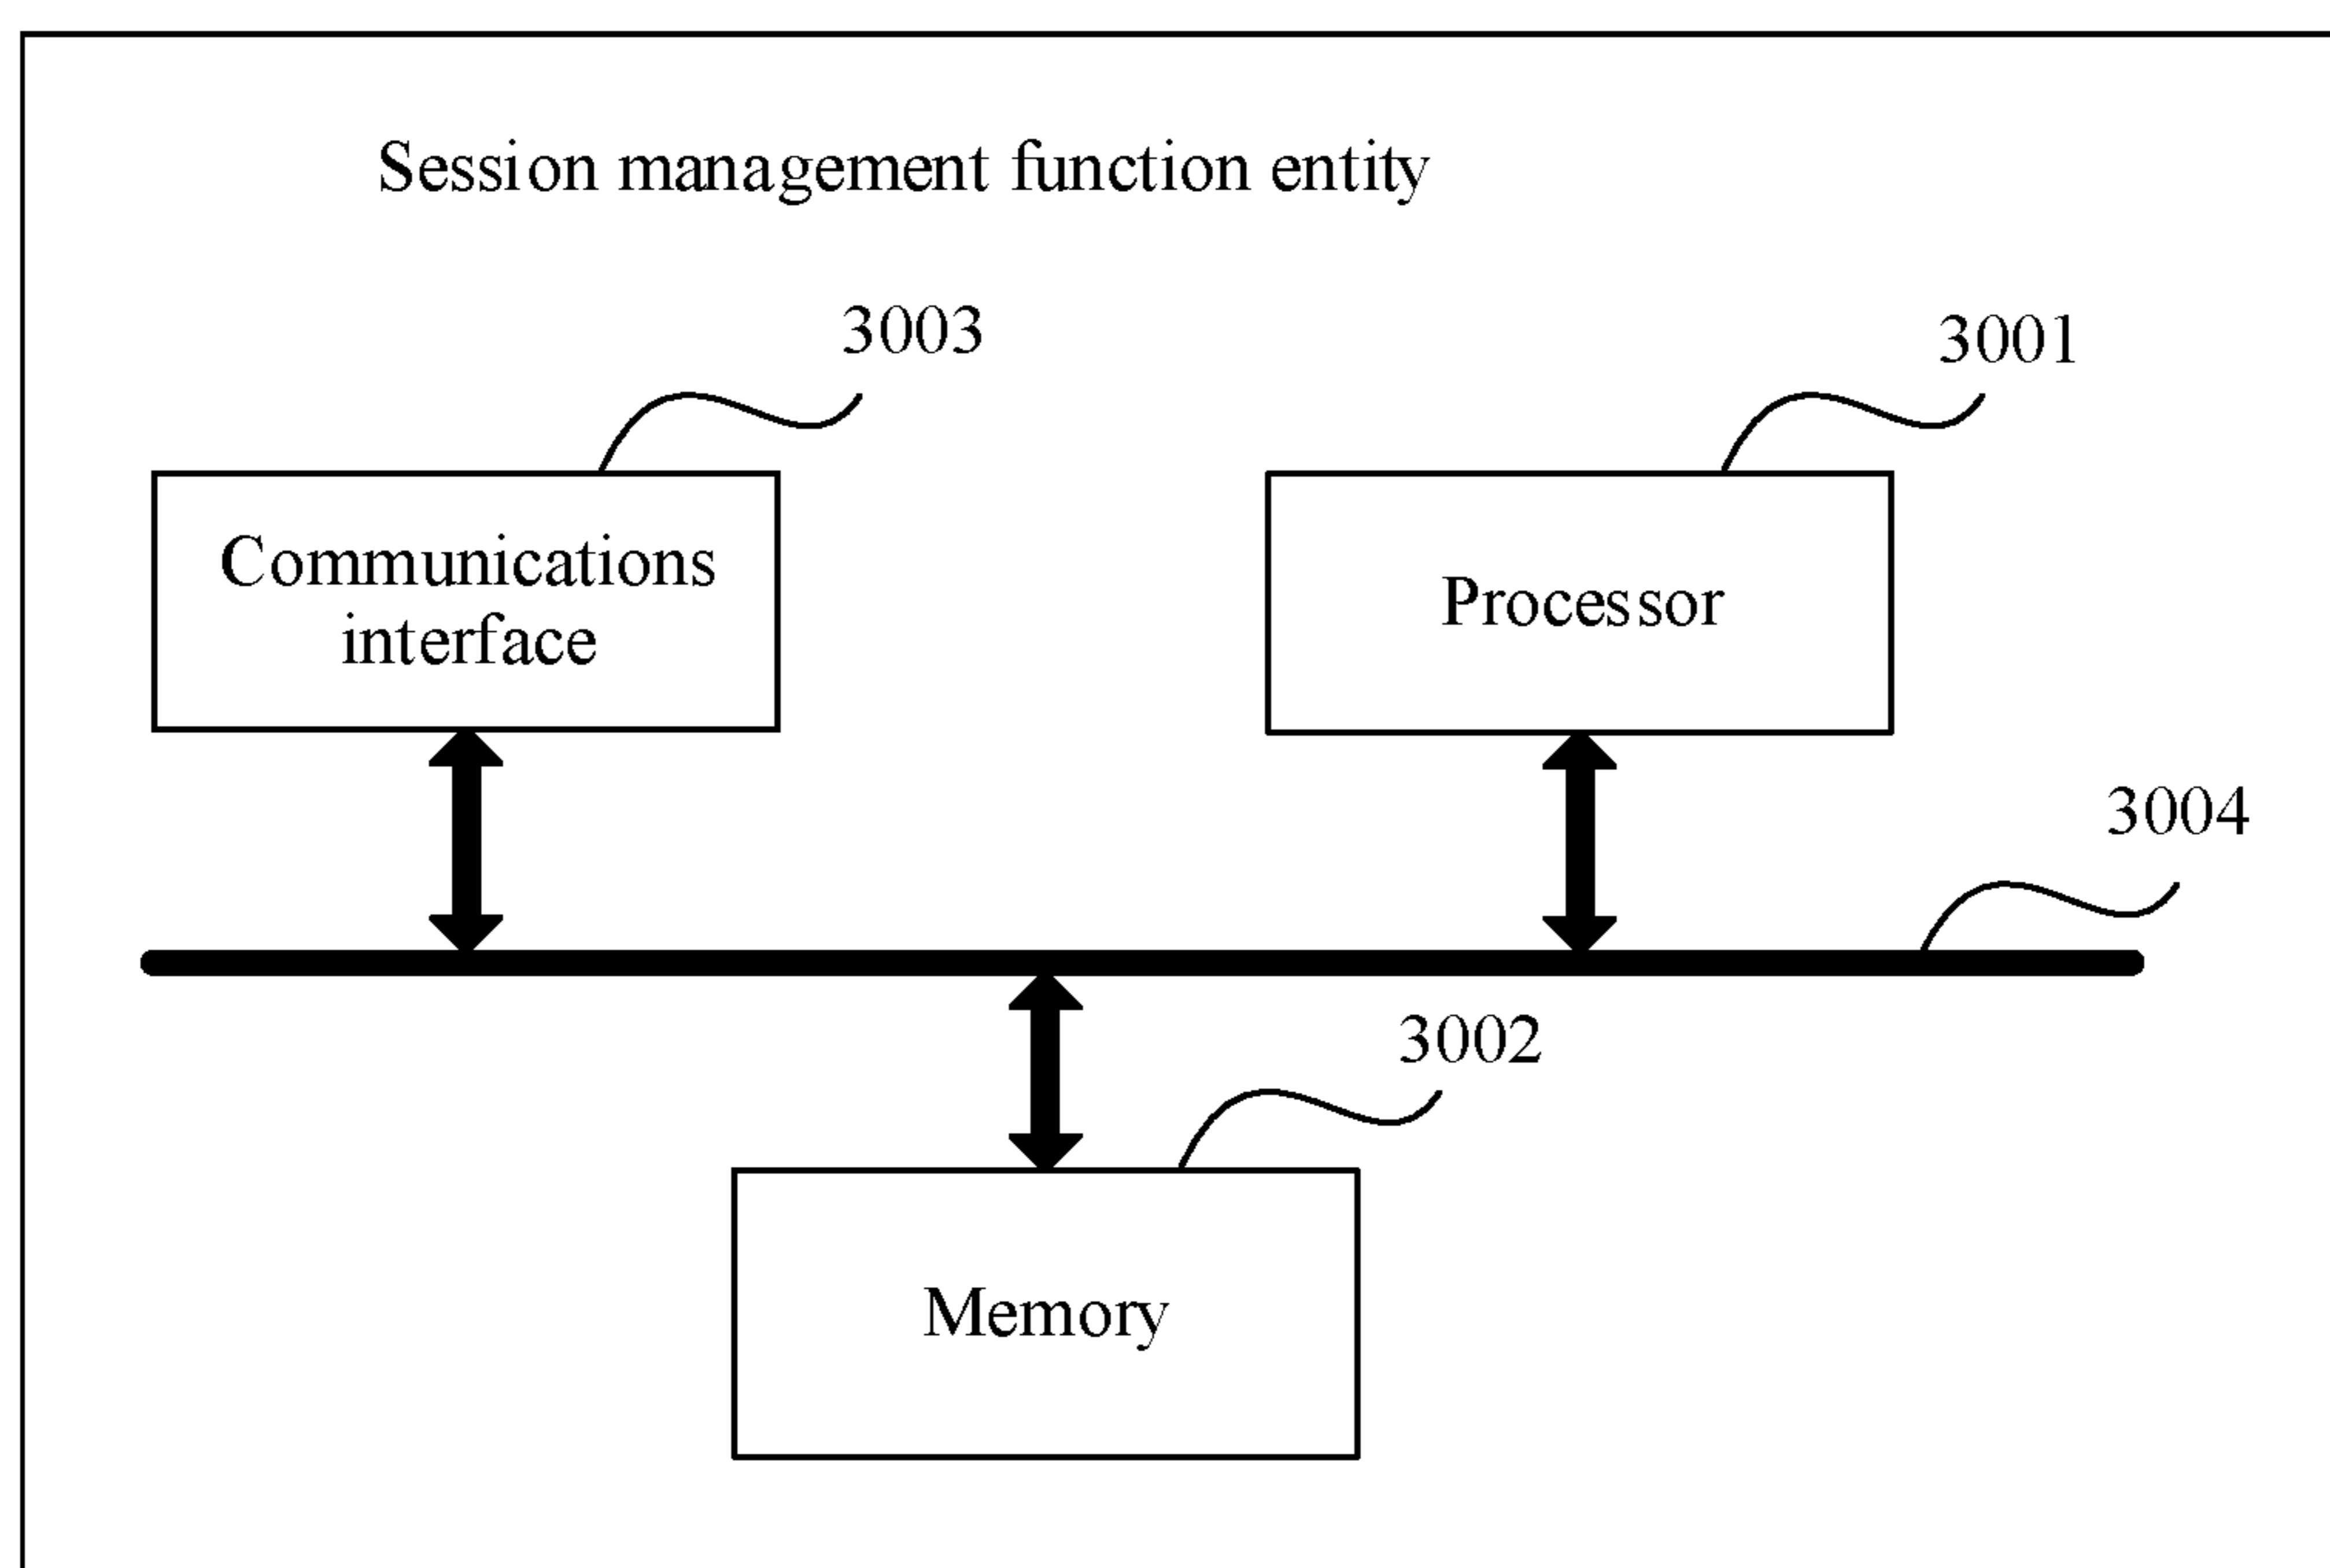 Session management function entity
3003
3001
Communications
interface
Processor
3004
3002
Memory